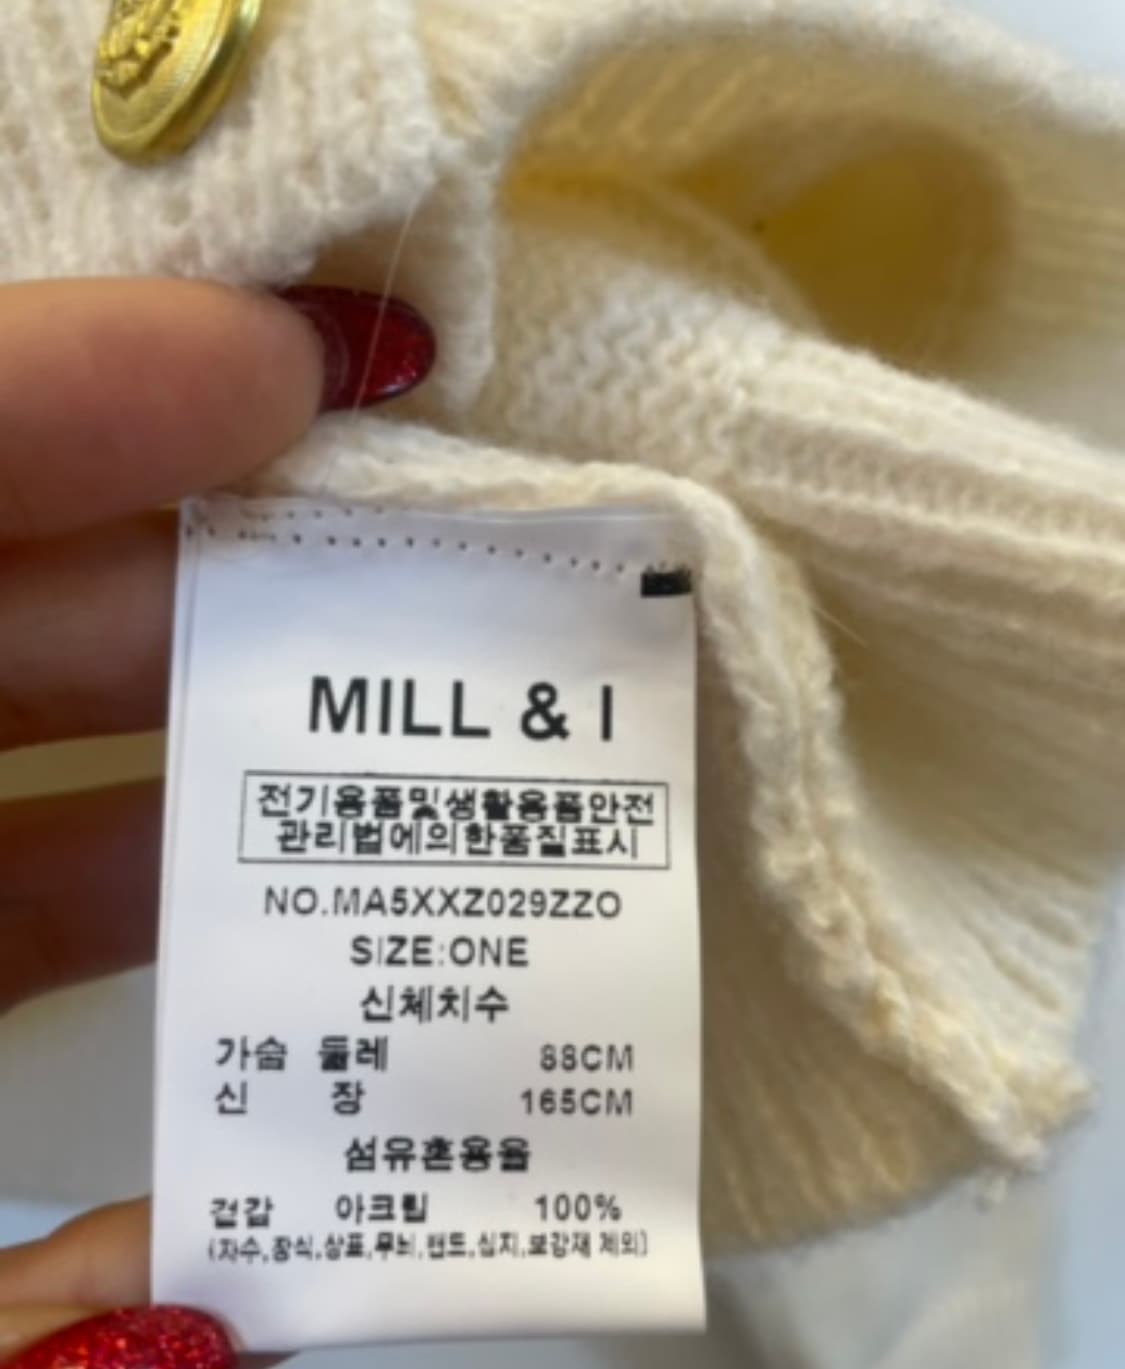 MILL & I
전기용품및생활용품안전
관리법에의한품질표시
NO.MA5XXZ029ZZO
SIZE:ONE
신체치수
가슴 둘레 88CM
신 장 165CM
섬유혼용율
겉감 아크릴 100%
(자수,장식,상표,무늬,밴드,심지,보강재 제외)